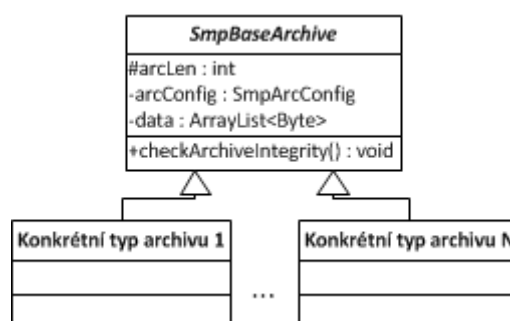 SmpBaseArchive
#arcLen : int
-arcConfig : SmpArcConfig
-data : ArrayList<Byte>
+checkArchiveIntegrity() : void
Konkrétní typ archivu 1
...
Konkrétní typ archivu N